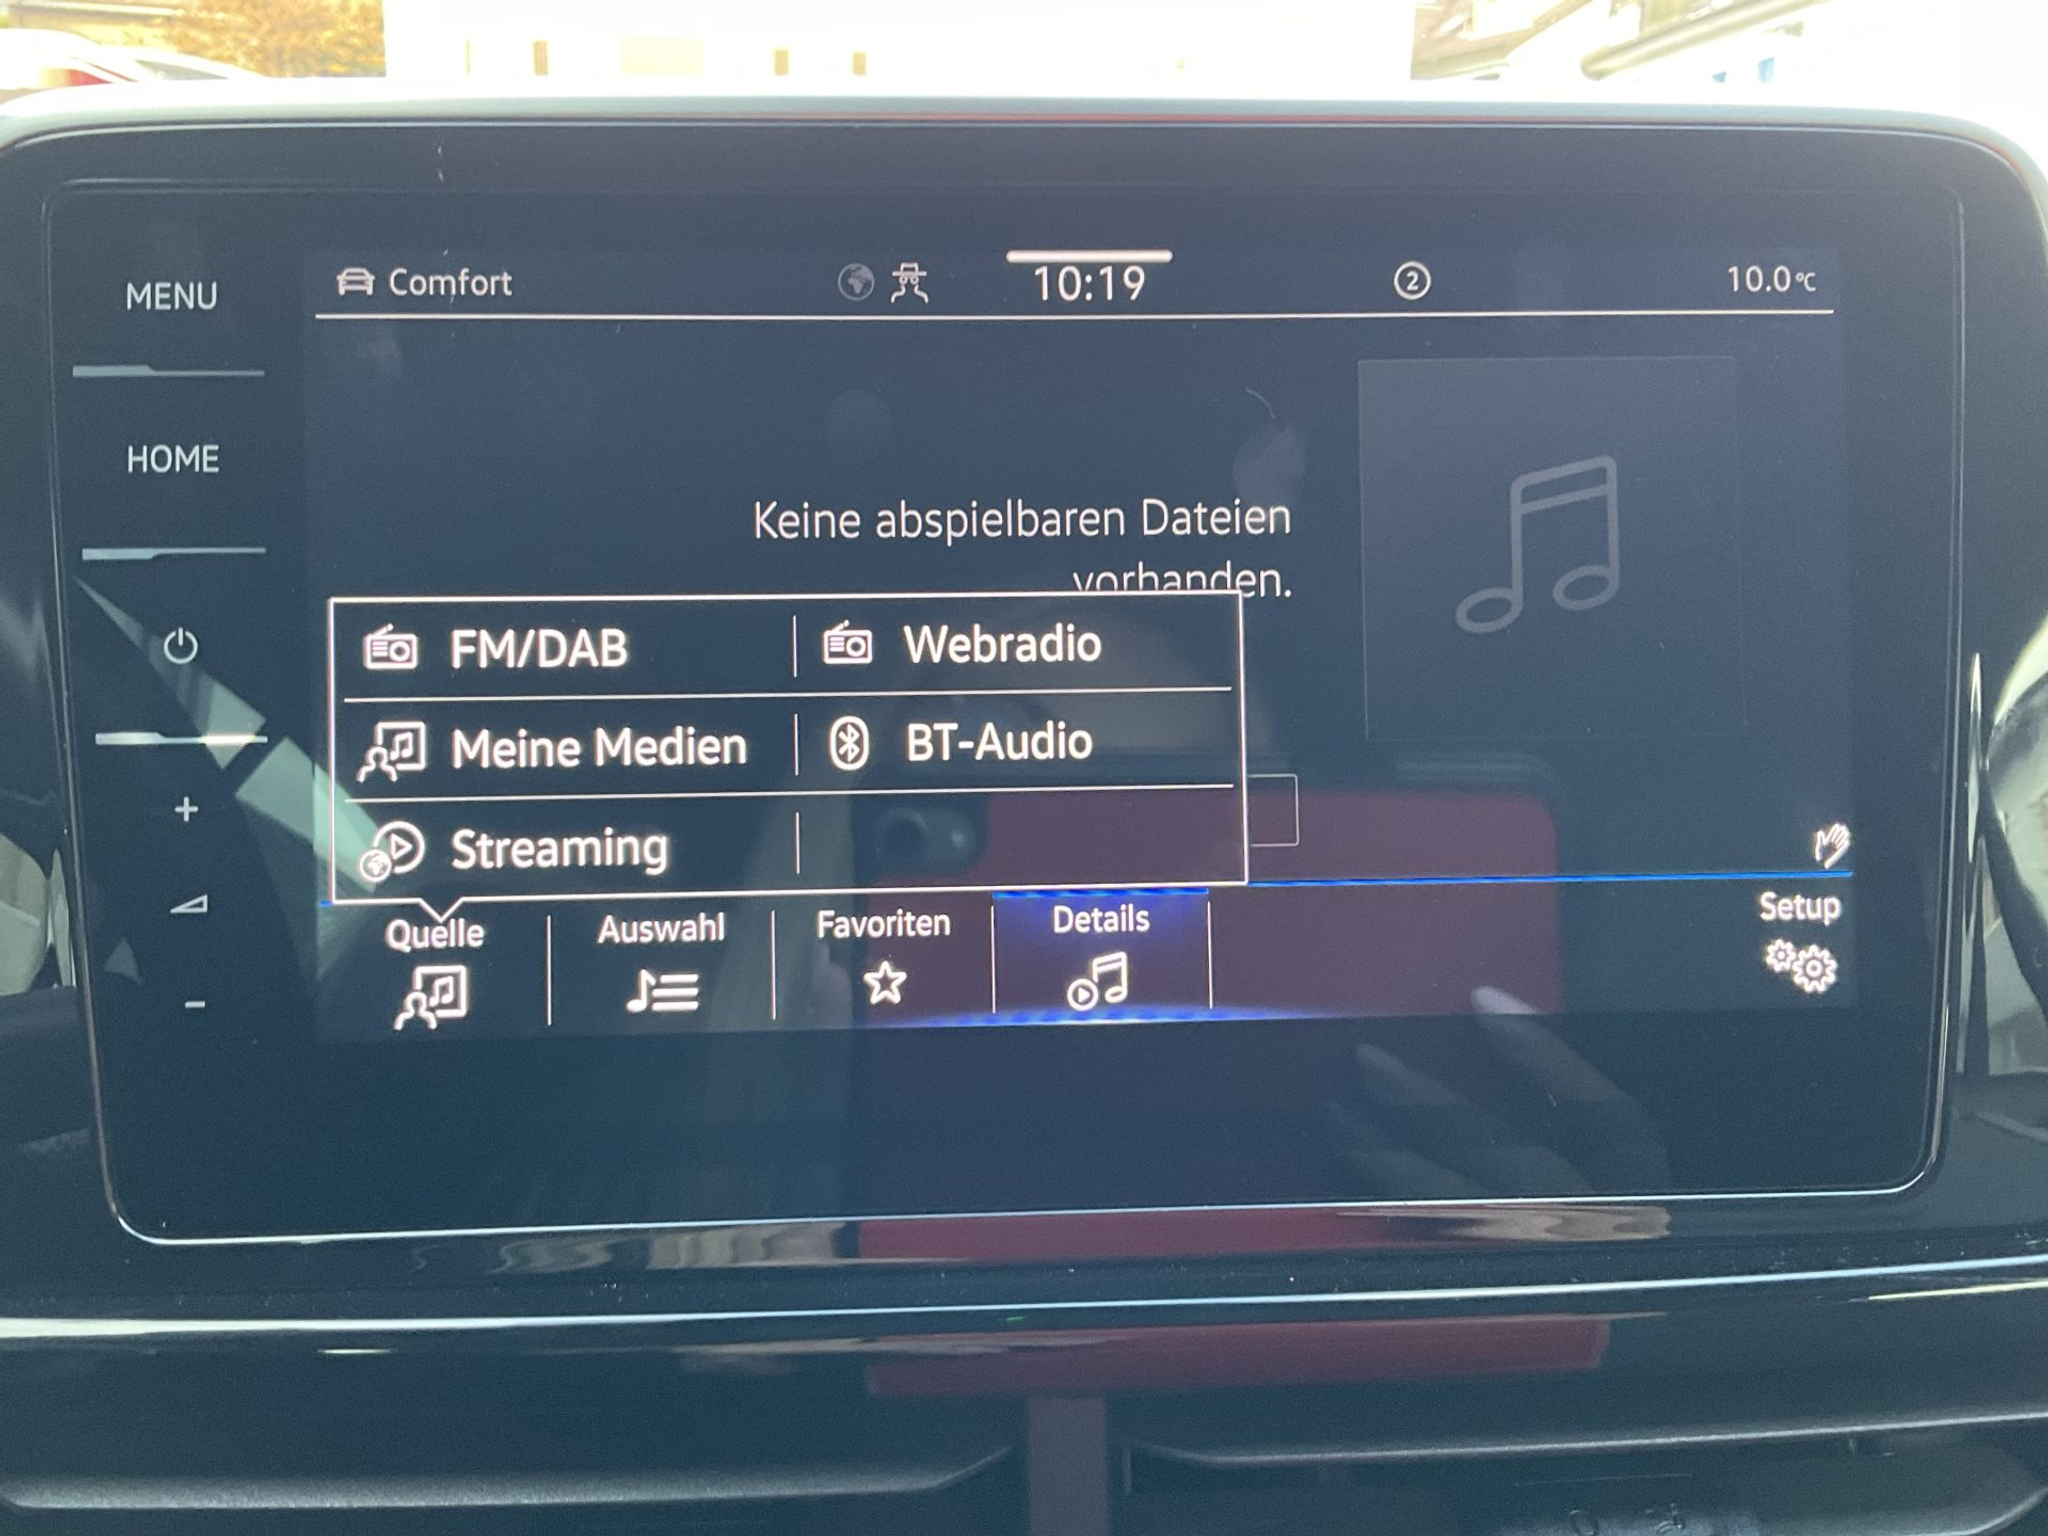 MENU
HOME
Comfort
10:19
2
10.0°C
Keine abspielbaren Dateien
vorhanden.
FM/DAB
Webradio
Meine Medien
BT-Audio
Streaming
Quelle
Auswahl
Favoriten
Details
Setup
+
-